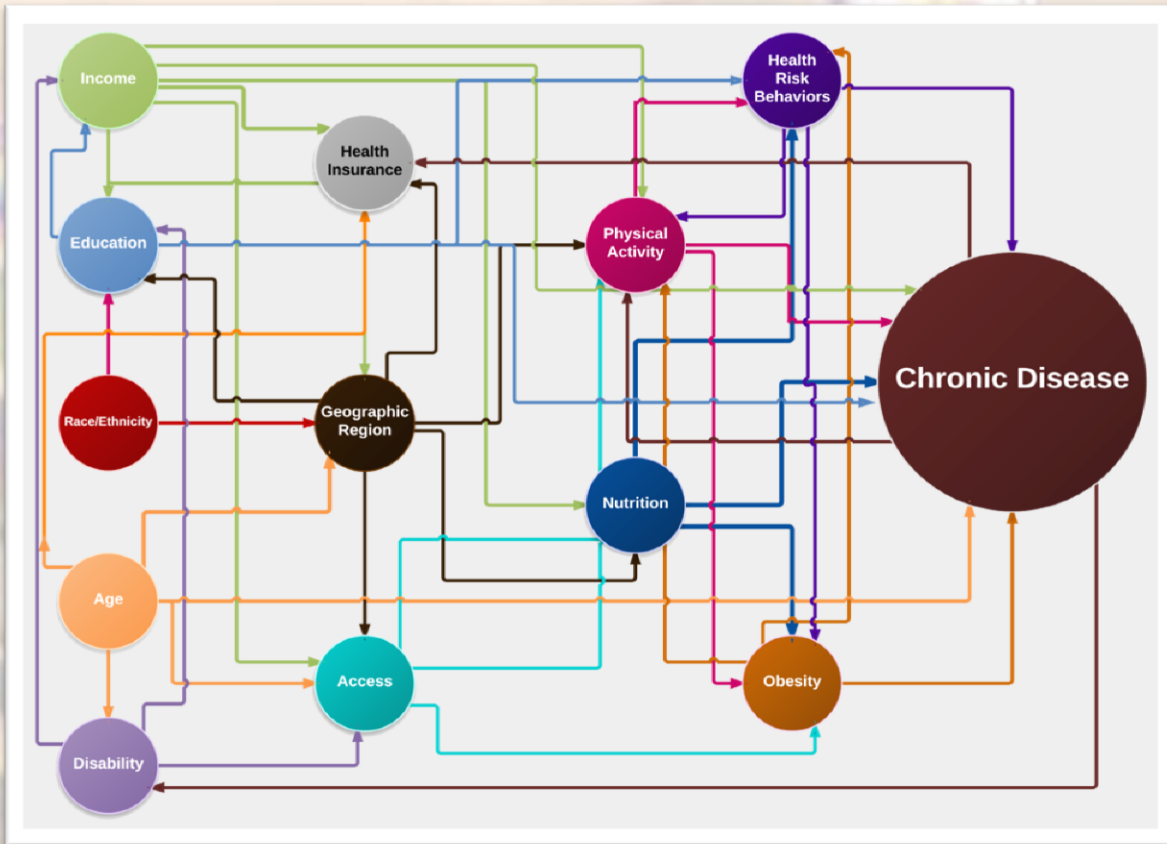 Income
Health
Risk
Behaviors
Health
Insurance
Education
Physical
Activity
Chronic Disease
Race/Ethnicity
Geographic
Region
Nutrition
Age
Access
Obesity
Disability